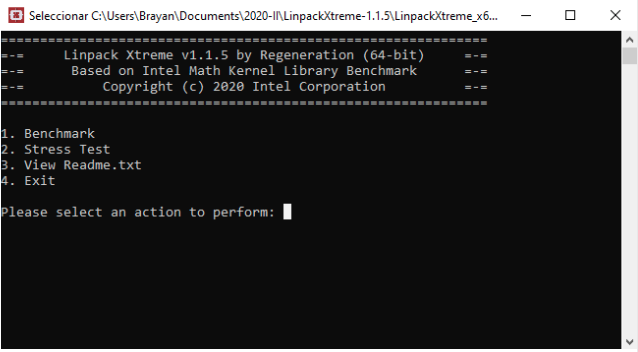 Seleccionar C:\Users\Brayan\Documents\2020-II\LinpackXtreme-1.1.5\LinpackXtreme_x6...
===============================================================
=-=     Linpack Xtreme v1.1.5 by Regeneration (64-bit)     =-=
=-=      Based on Intel Math Kernel Library Benchmark      =-=
=-=          Copyright (c) 2020 Intel Corporation          =-=
===============================================================
1. Benchmark
2. Stress Test
3. View Readme.txt
4. Exit
Please select an action to perform: